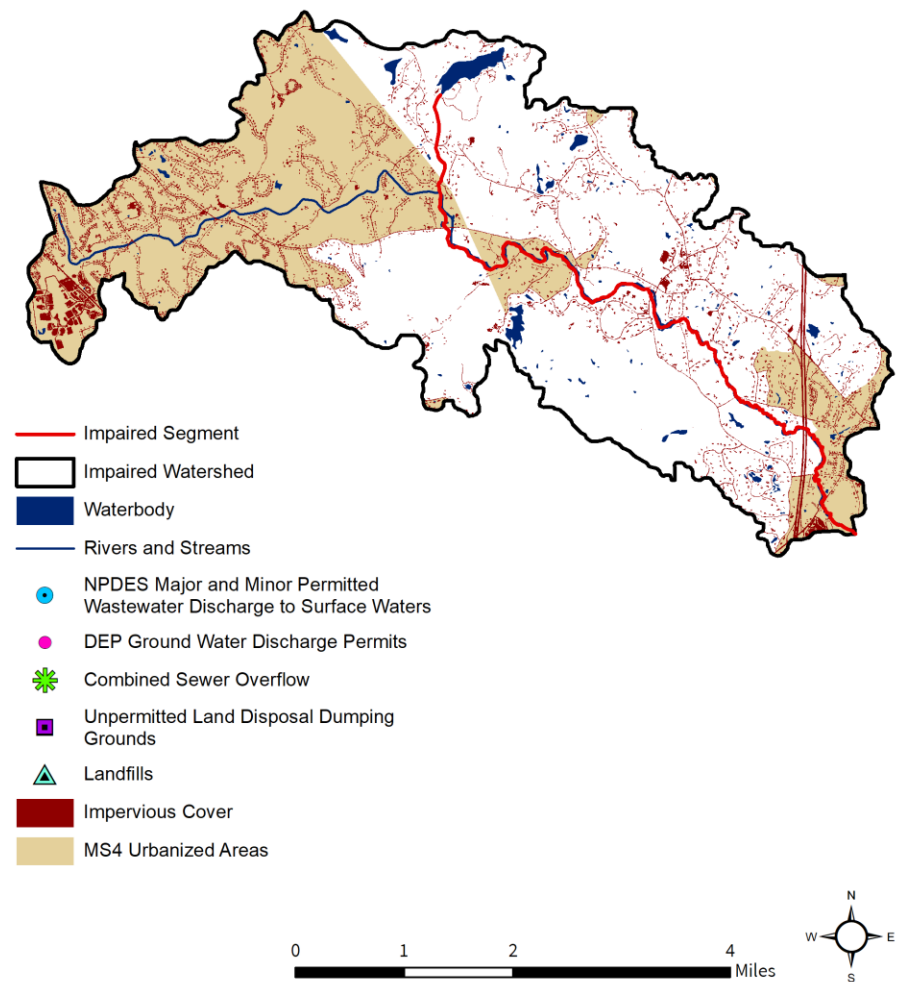 Impaired Segment
Impaired Watershed
Waterbody
Rivers and Streams
NPDES Major and Minor Permitted
Wastewater Discharge to Surface Waters
DEP Ground Water Discharge Permits
Combined Sewer Overflow
Unpermitted Land Disposal Dumping
Grounds
Landfills
Impervious Cover
MS4 Urbanized Areas
N
W E
S
0 1 2 4
Miles